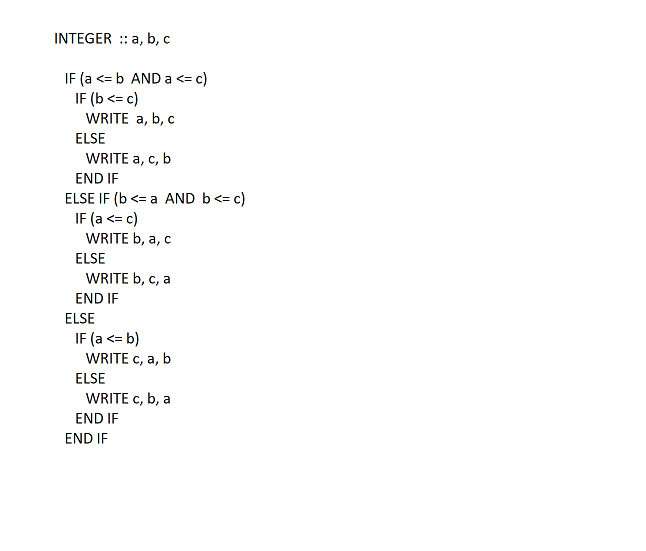 INTEGER :: a, b, c
IF (a <= b AND a <= c)
IF (b <= c)
WRITE a, b, c
ELSE
WRITE a, c, b
END IF
ELSE IF (b <= a AND b <= c)
IF (a <= c)
WRITE b, a, c
ELSE
WRITE b, c, a
END IF
ELSE
IF (a <= b)
WRITE c, a, b
ELSE
WRITE c, b, a
END IF
END IF